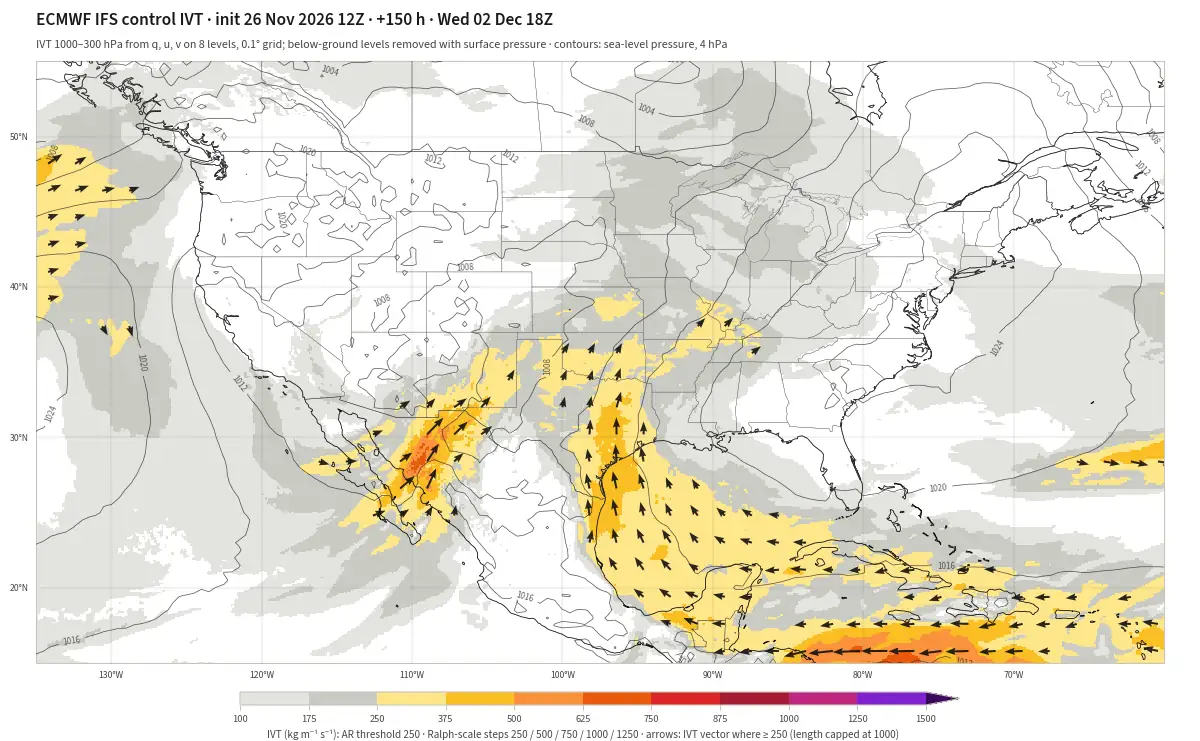 ECMWF IFS control IVT · init 26 Nov 2026 12Z · +150 h · Wed 02 Dec 18Z
IVT 1000–300 hPa from q, u, v on 8 levels, 0.1° grid; below-ground levels removed with surface pressure · contours: sea-level pressure, 4 hPa
1004
1004
1008
50°N
1008
1008
1020
1012
1012
1012
1020
1008
40°N
1008
1020
1008
1024
1012
1024
30°N
1020
1016
20°N
1016
1016
1012
130°W
120°W
110°W
100°W
90°W
80°W
70°W
100
175
250
375
500
625
750
875
1000
1250
1500
IVT (kg m⁻¹ s⁻¹): AR threshold 250 · Ralph-scale steps 250 / 500 / 750 / 1000 / 1250 · arrows: IVT vector where ≥ 250 (length capped at 1000)